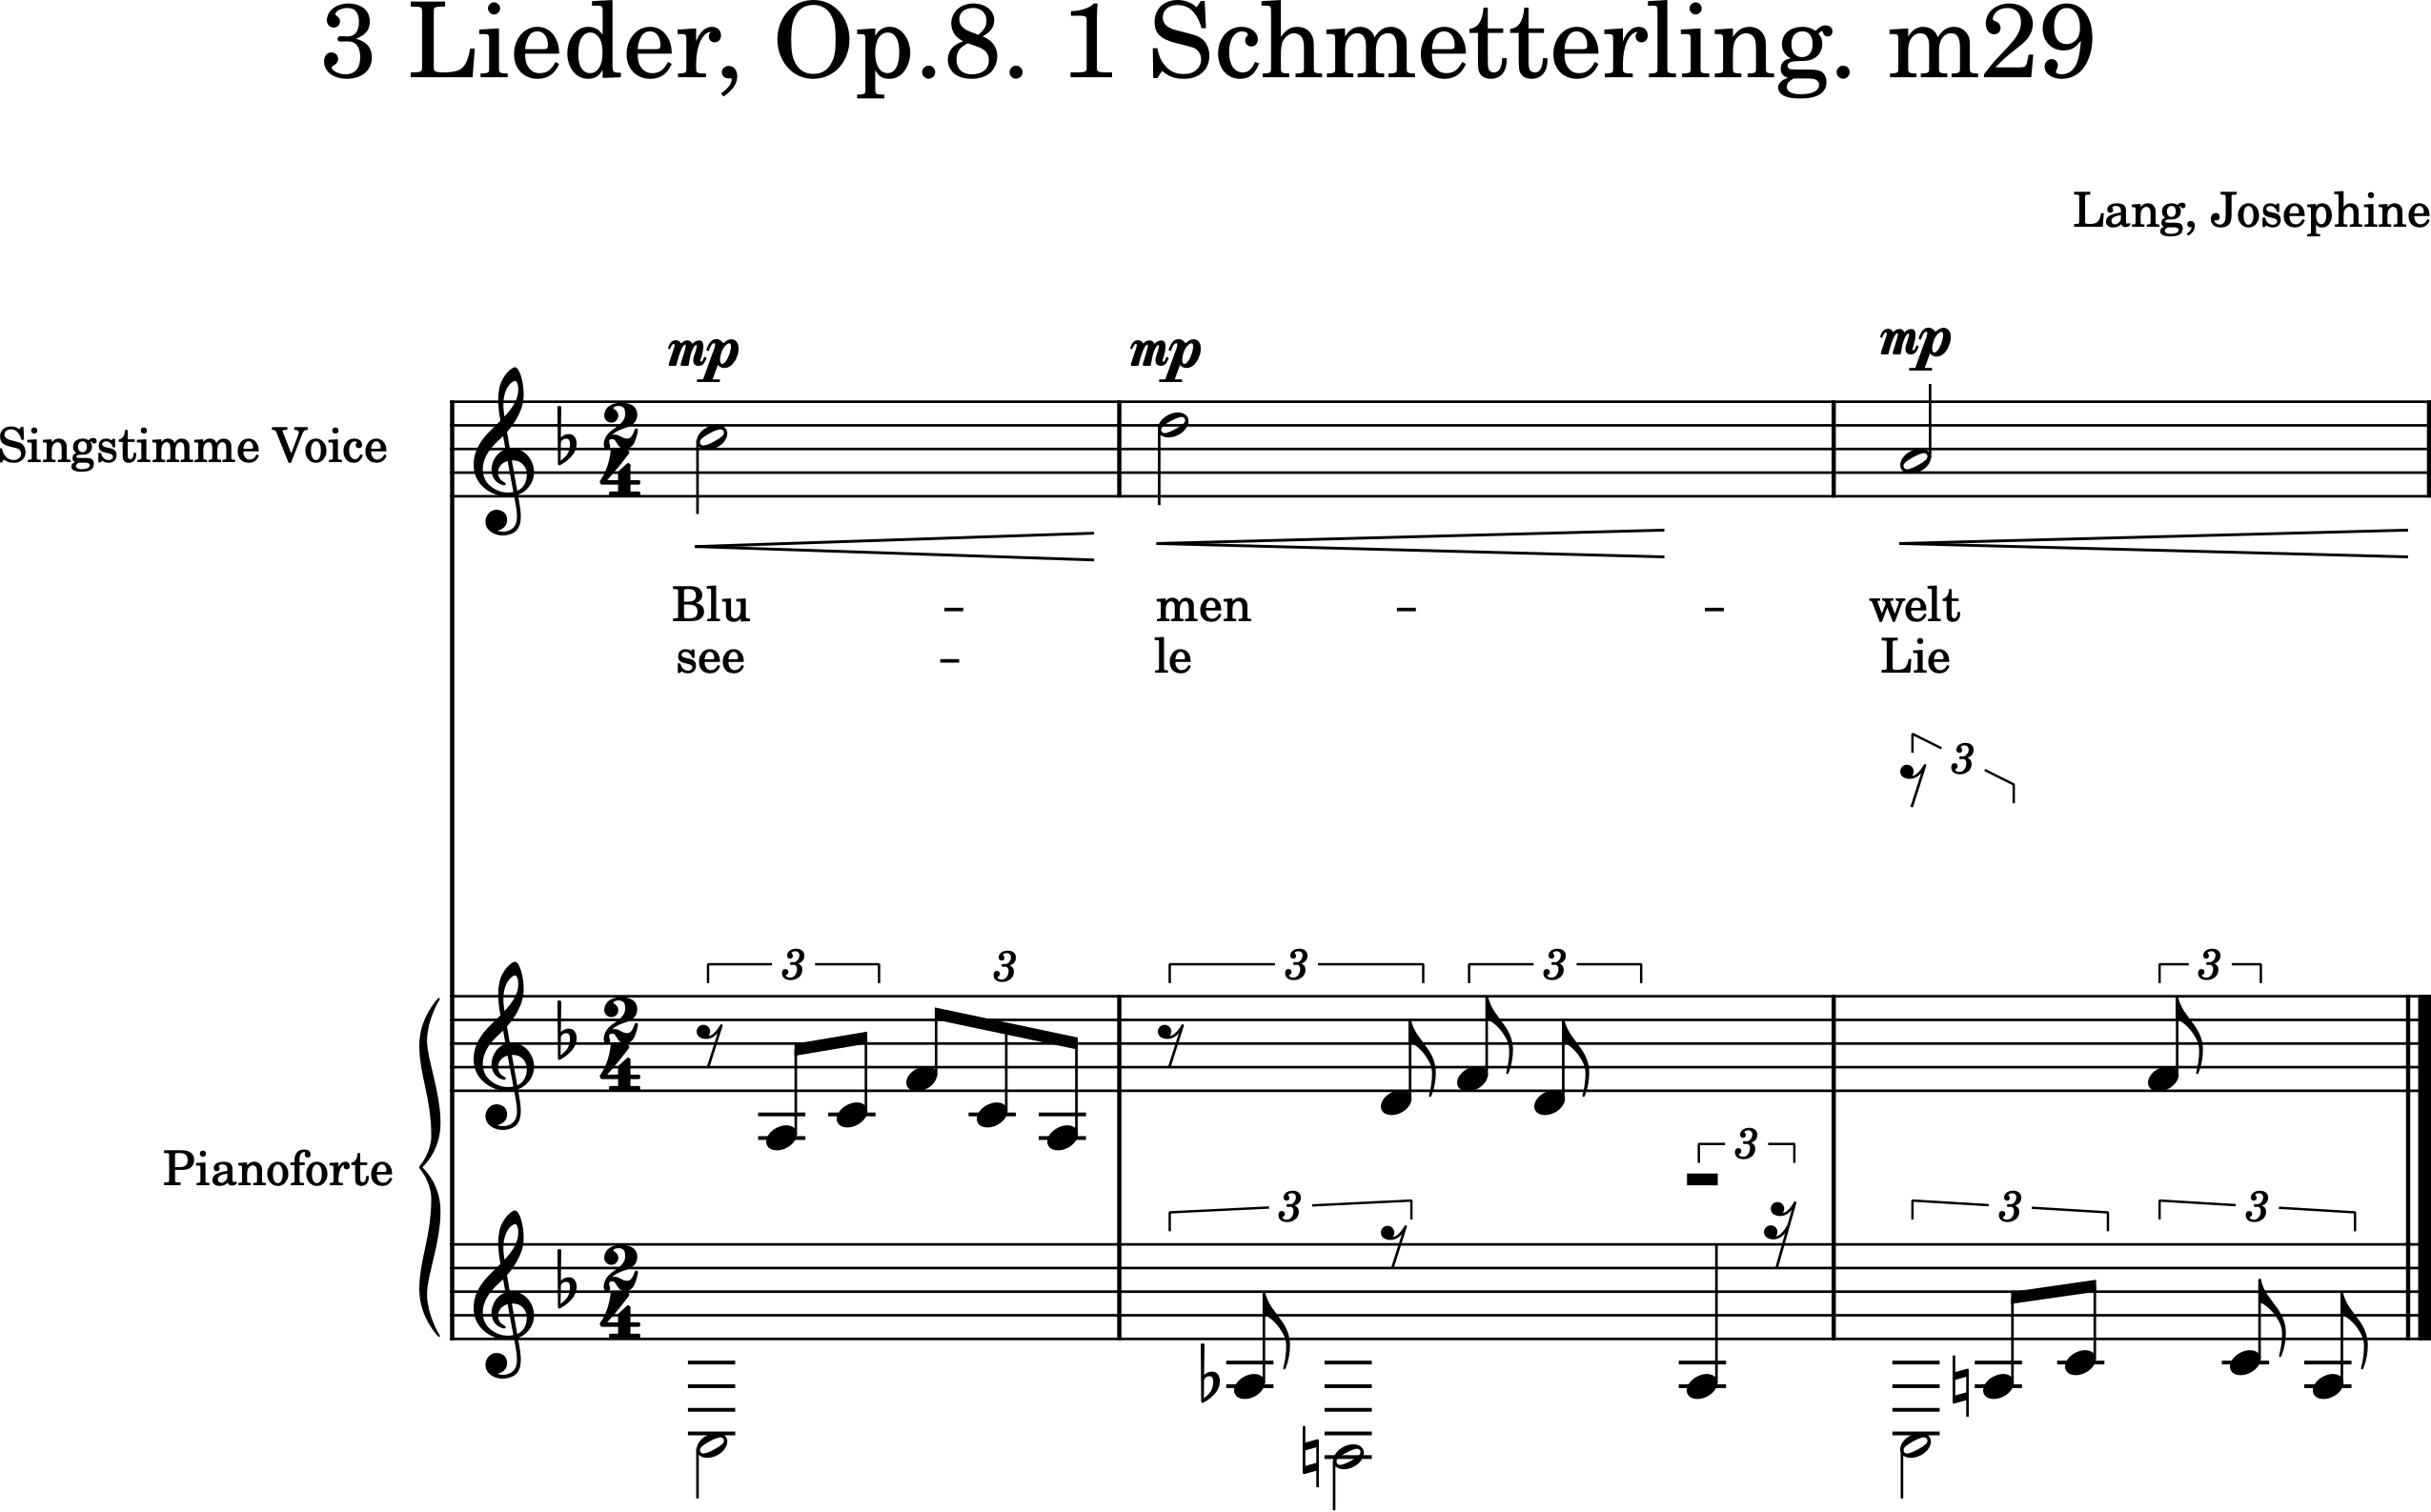 3 Lieder, Op.8. 1 Schmetterling. m29
Lang, Josephine
mp mp mp
Singstimme Voice
Blu - men - - welt
see - le Lie
3
3 3 3 3 3
Pianoforte
3
3 3 3